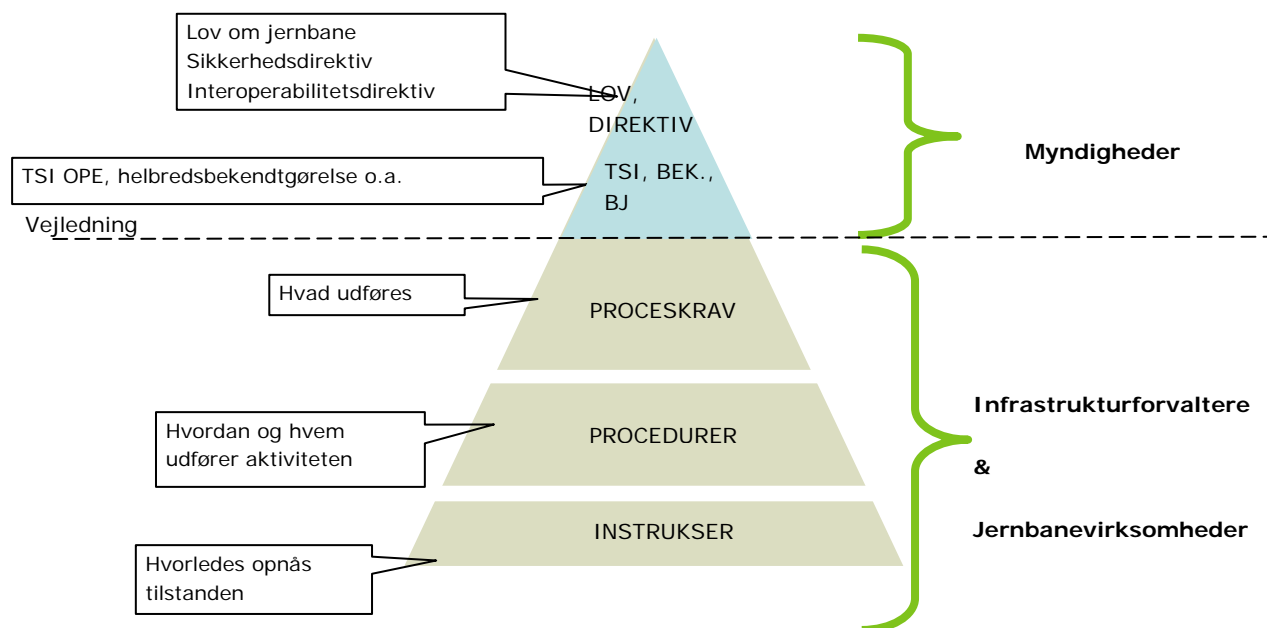 Lov om jernbane
Sikkerhedsdirektiv
Interoperabilitetsdirektiv
LOV,
DIREKTIV
Myndigheder
TSI OPE, helbredsbekendtgørelse o.a.
TSI, BEK.,
BJ
Vejledning
Hvad udføres
PROCESKRAV
Infrastrukturforvaltere
&
Jernbanevirksomheder
Hvordan og hvem
udfører aktiviteten
PROCEDURER
INSTRUKSER
Hvorledes opnås
tilstanden